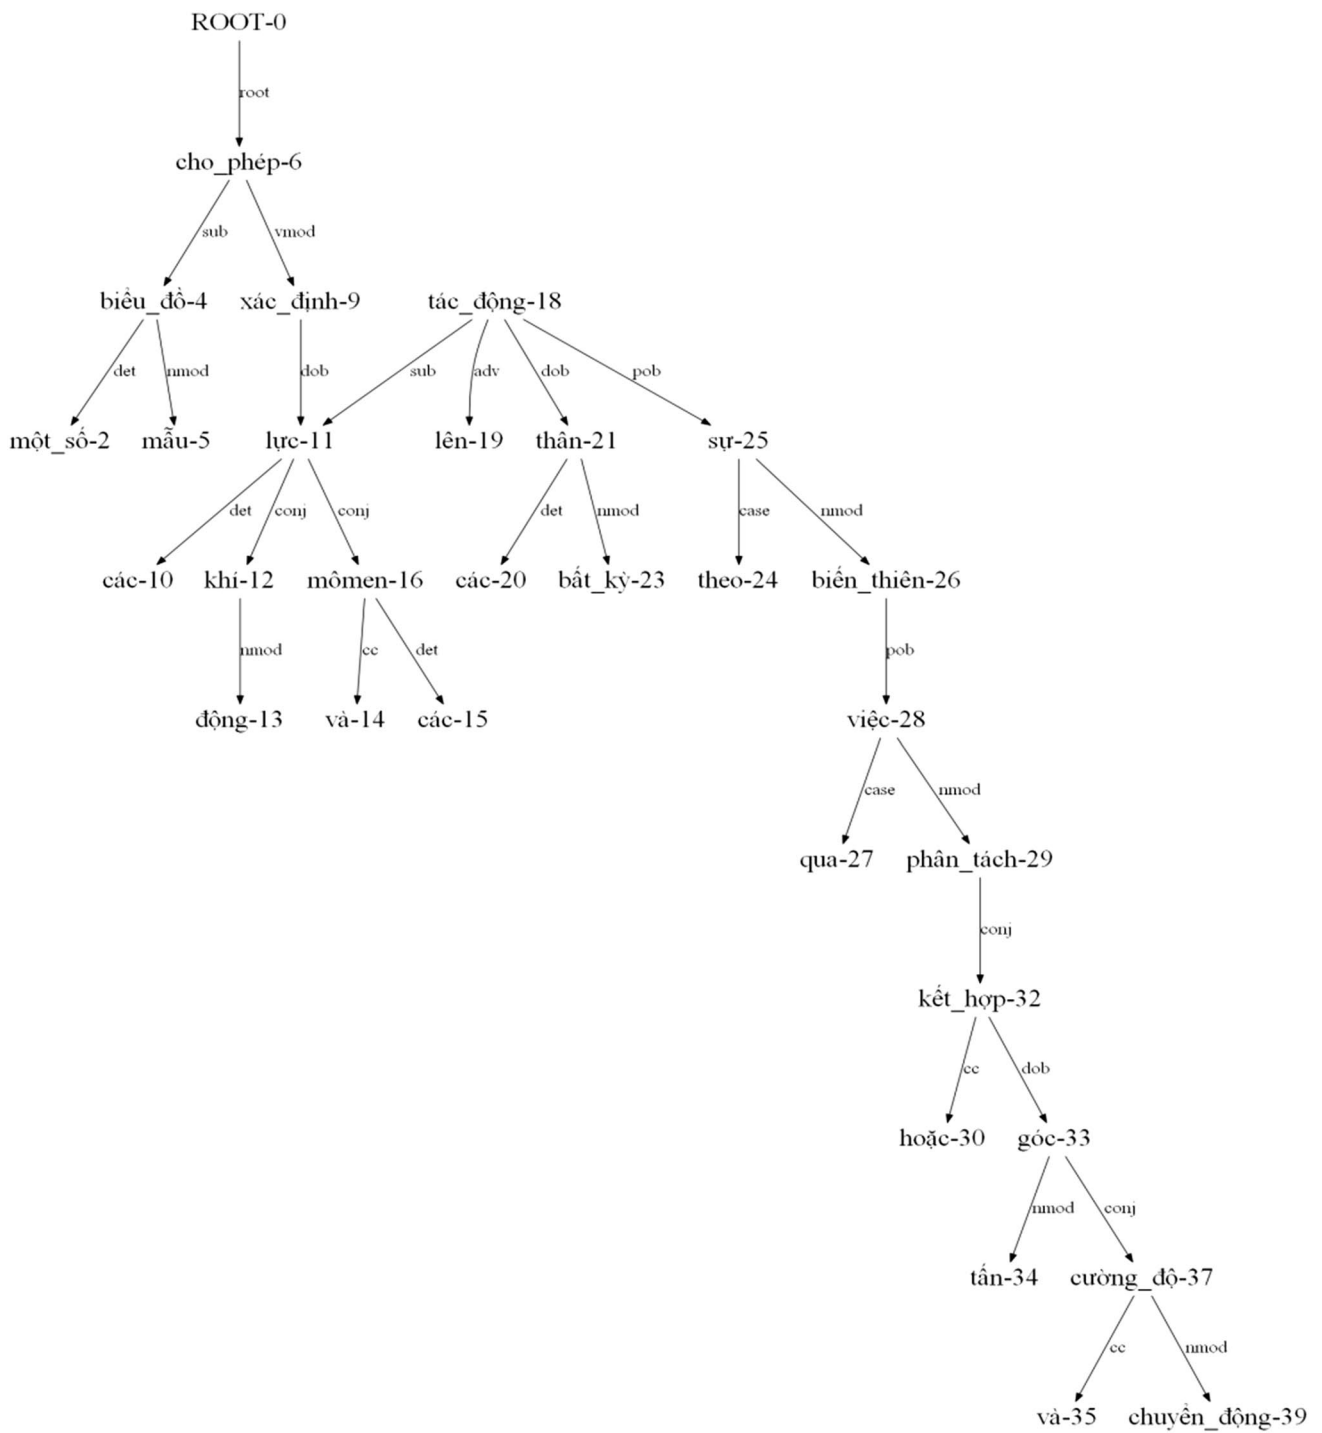 ROOT-0
root
cho_phép-6
sub vmod
biểu_đồ-4 xác_định-9 tác_động-18
det nmod dob sub adv dob pob
một_số-2 mẫu-5 lực-11 lên-19 thân-21 sự-25
det conj conj det nmod case nmod
các-10 khí-12 mômen-16 các-20 bất_kỳ-23 theo-24 biến_thiên-26
nmod cc det pob
động-13 và-14 các-15 việc-28
case nmod
qua-27 phân_tách-29
conj
kết_hợp-32
cc dob
hoặc-30 góc-33
nmod conj
tấn-34 cường_độ-37
cc nmod
và-35 chuyển_động-39